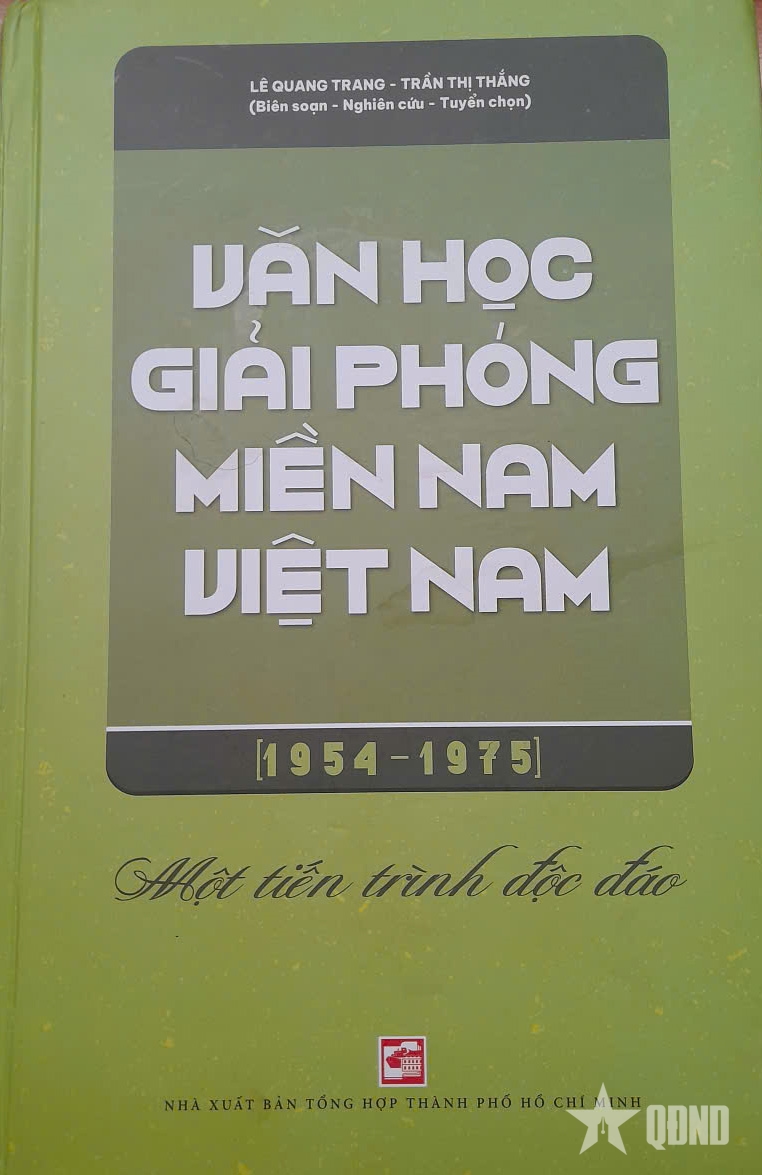 LÊ QUANG TRANG - TRẦN THỊ THẮNG
(Biên soạn - Nghiên cứu - Tuyển chọn)
VĂN HỌC
GIẢI PHÓNG
MIỀN NAM
VIỆT NAM
[1954-1975]
Một tiến trình độc đáo
NHÀ XUẤT BẢN TỔNG HỢP THÀNH PHỐ HỒ CHÍ MINH
QĐND